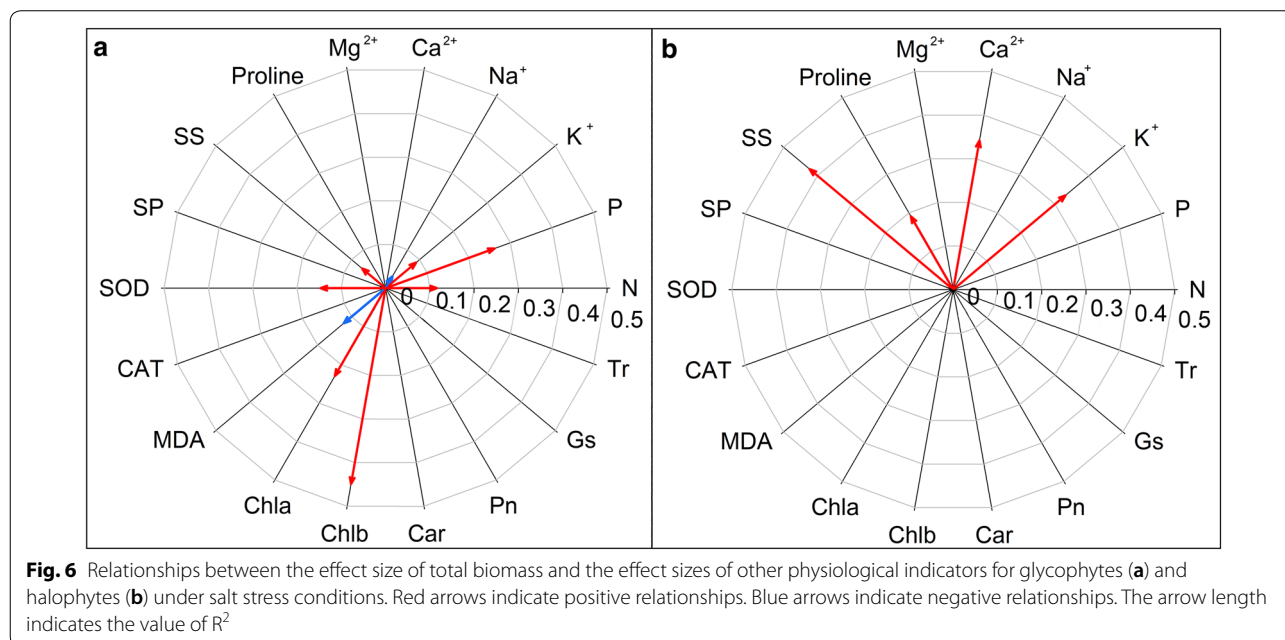 a
Mg2+ Ca2+
Proline Na+
SS K+
SP P
SOD 0 0.1 0.2 0.3 0.4 0.5 N
CAT Tr
MDA Gs
Chla Pn
Chlb Car
b
Mg2+ Ca2+
Proline Na+
SS K+
SP P
SOD 0 0.1 0.2 0.3 0.4 0.5 N
CAT Tr
MDA Gs
Chla Pn
Chlb Car
Fig. 6 Relationships between the effect size of total biomass and the effect sizes of other physiological indicators for glycophytes (a) and
halophytes (b) under salt stress conditions. Red arrows indicate positive relationships. Blue arrows indicate negative relationships. The arrow length
indicates the value of R2